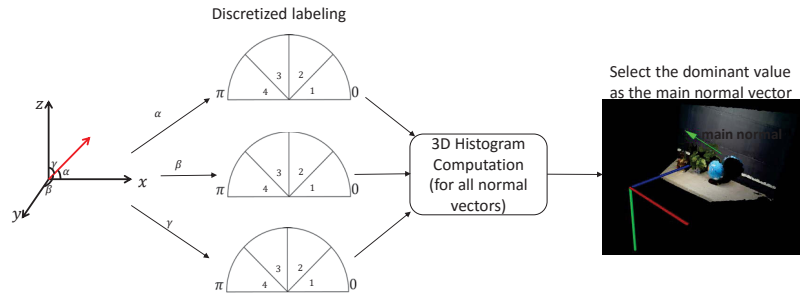 Discretized labeling
z
γ
α
x
β
y
α
β
γ
3
2
π
4
1
0
3
2
π
4
1
0
3
2
π
4
1
0
3D Histogram
Computation
(for all normal
vectors)
Select the dominant value
as the main normal vector
main normal